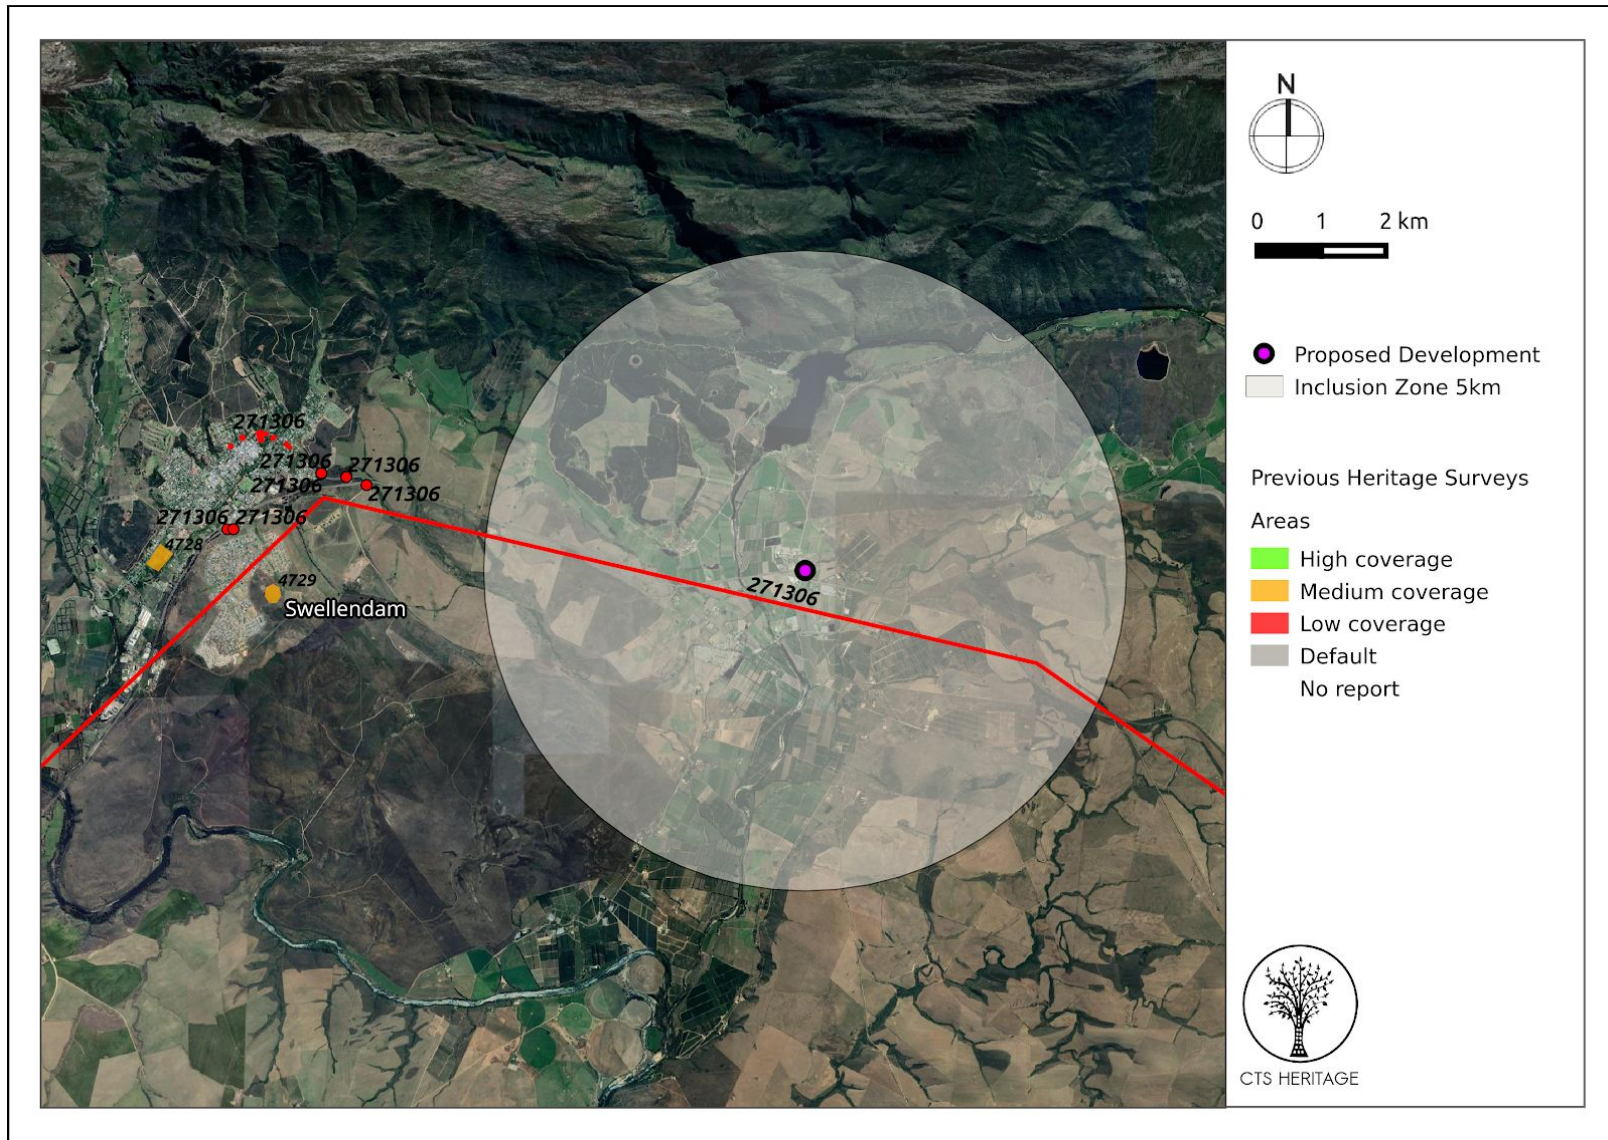 271306
271306
271306
271306
271306
271306
271306
4728
4729
Swellendam
271306
N
0 1 2 km
Proposed Development
Inclusion Zone 5km
Previous Heritage Surveys
Areas
High coverage
Medium coverage
Low coverage
Default
No report
CTS HERITAGE